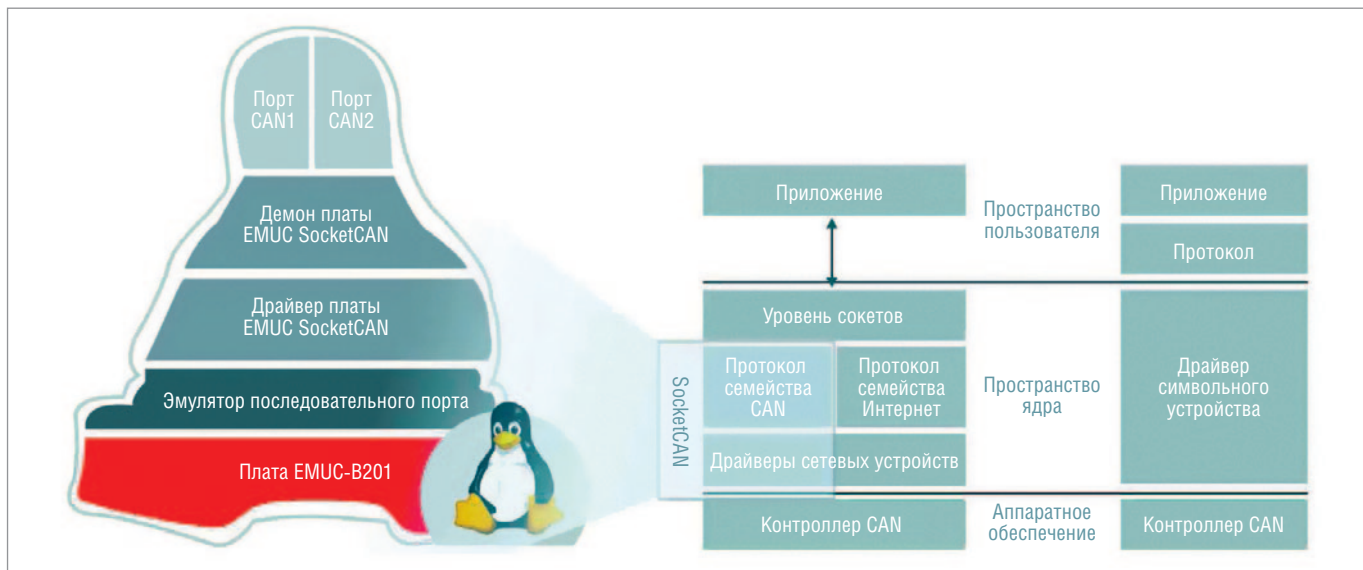 Порт
CAN1
Порт
CAN2
Демон платы
EMUC SocketCAN
Драйвер платы
EMUC SocketCAN
Эмулятор последовательного порта
Плата EMUC-B201
SocketCAN
Приложение
Уровень сокетов
Протокол
семейства
CAN
Протокол
семейства
Интернет
Драйверы сетевых устройств
Контроллер CAN
Пространство
пользователя
Пространство
ядра
Аппаратное
обеспечение
Приложение
Протокол
Драйвер
символьного
устройства
Контроллер CAN